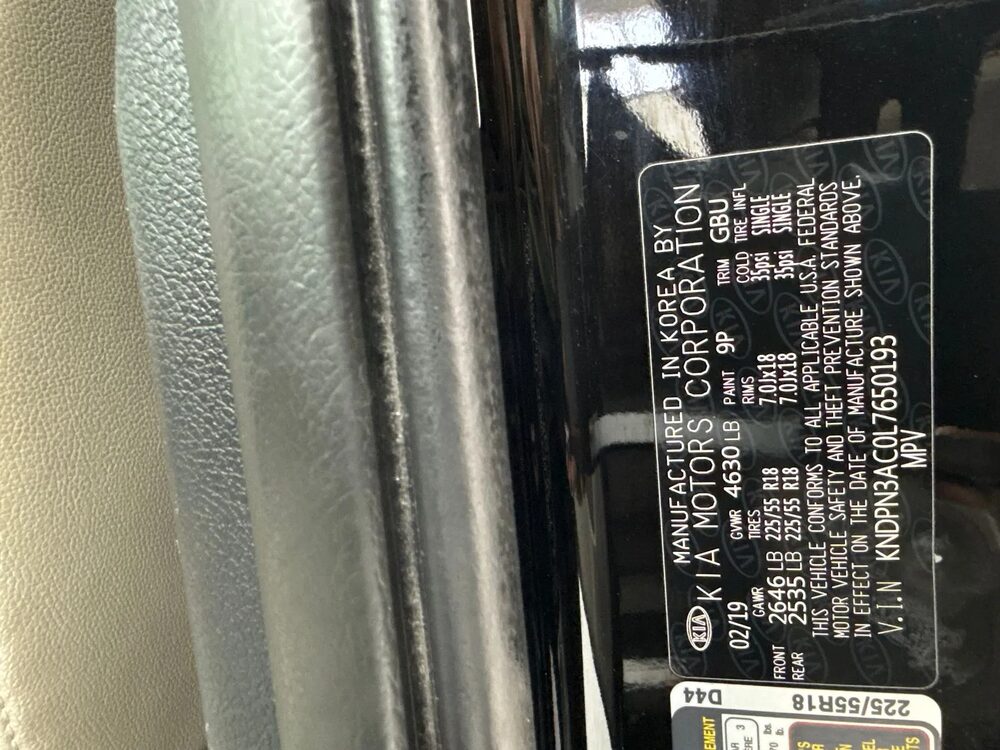 KIA MANUFACTURED IN KOREA BY
KIA MOTORS CORPORATION
02/19 GVWR 4630 LB PAINT 9P TRIM GBU
GAWR TIRES RIMS COLD TIRE INFL
FRONT 2646 LB 225/55 R18 7.0Jx18 35psi SINGLE
REAR 2535 LB 225/55 R18 7.0Jx18 35psi SINGLE
THIS VEHICLE CONFORMS TO ALL APPLICABLE U.S.A. FEDERAL
MOTOR VEHICLE SAFETY AND THEFT PREVENTION STANDARDS
IN EFFECT ON THE DATE OF MANUFACTURE SHOWN ABOVE.
V.I.N KNDPN3AC0L7650193
MPV
D44
225/55R18